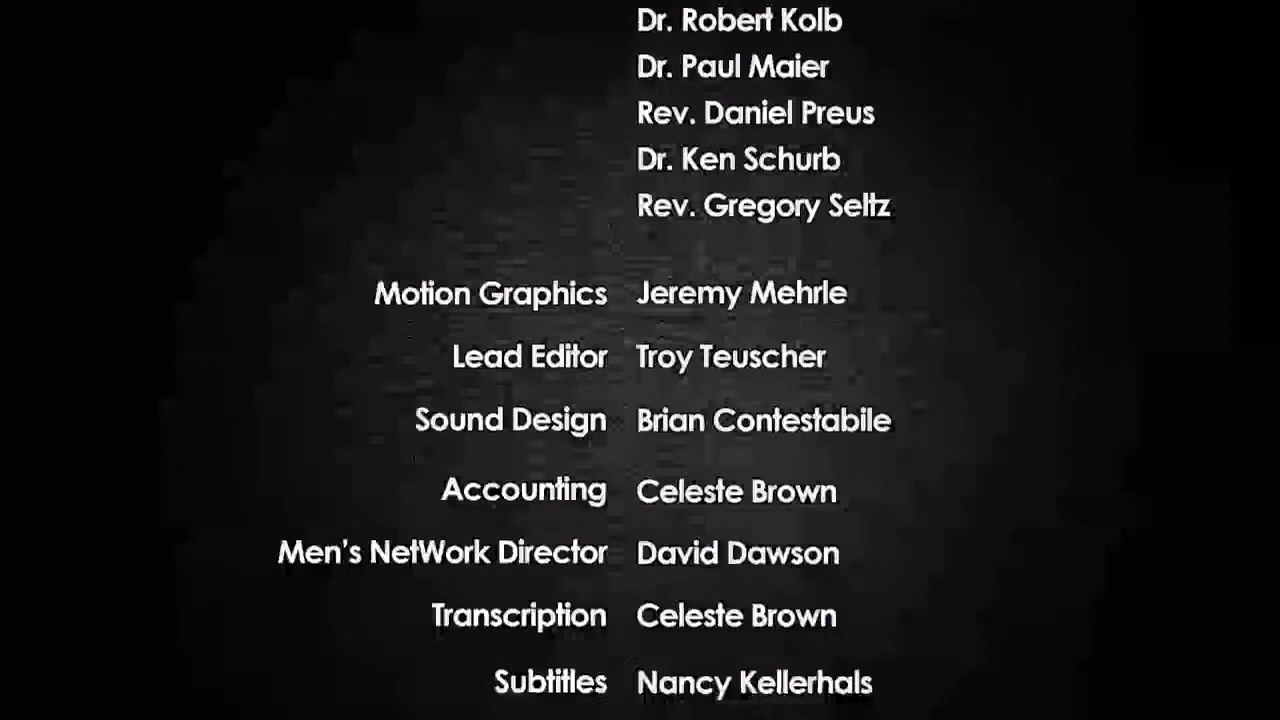 Dr. Robert Kolb
Dr. Paul Maier
Rev. Daniel Preus
Dr. Ken Schurb
Rev. Gregory Seltz
Motion Graphics Jeremy Mehrle
Lead Editor Troy Teuscher
Sound Design Brian Contestabile
Accounting Celeste Brown
Men's NetWork Director David Dawson
Transcription Celeste Brown
Subtitles Nancy Kellerhals